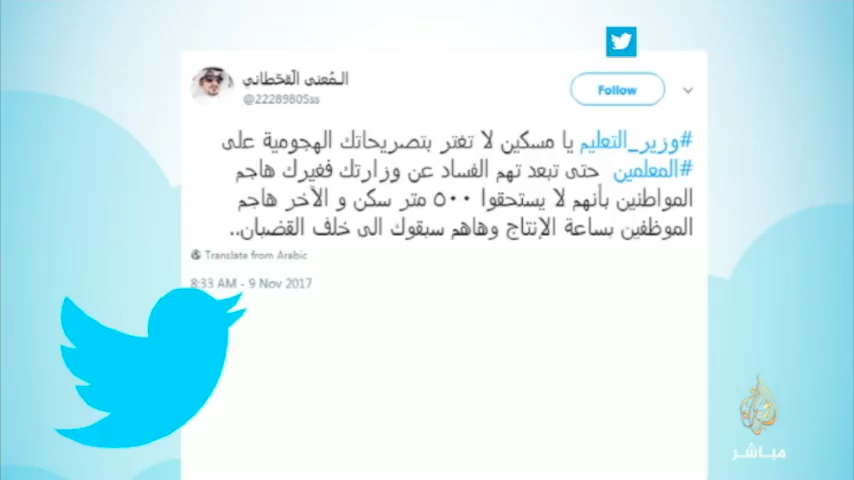 المُعنى القحطاني
@22289805ss
Follow
#وزير_التعليم يا مسكين لا تغتر بتصريحاتك الهجومية على
#المعلمين حتى تبعد تهم الفساد عن وزارتك فغيرك هاجم
المواطنين بأنهم لا يستحقوا ٥٠٠ متر سكن و الأخر هاجم
الموظفين بساعة الإنتاج وهاهم سبقوك الى خلف القضبان..
Translate from Arabic
8:33 AM - 9 Nov 2017
مباشر